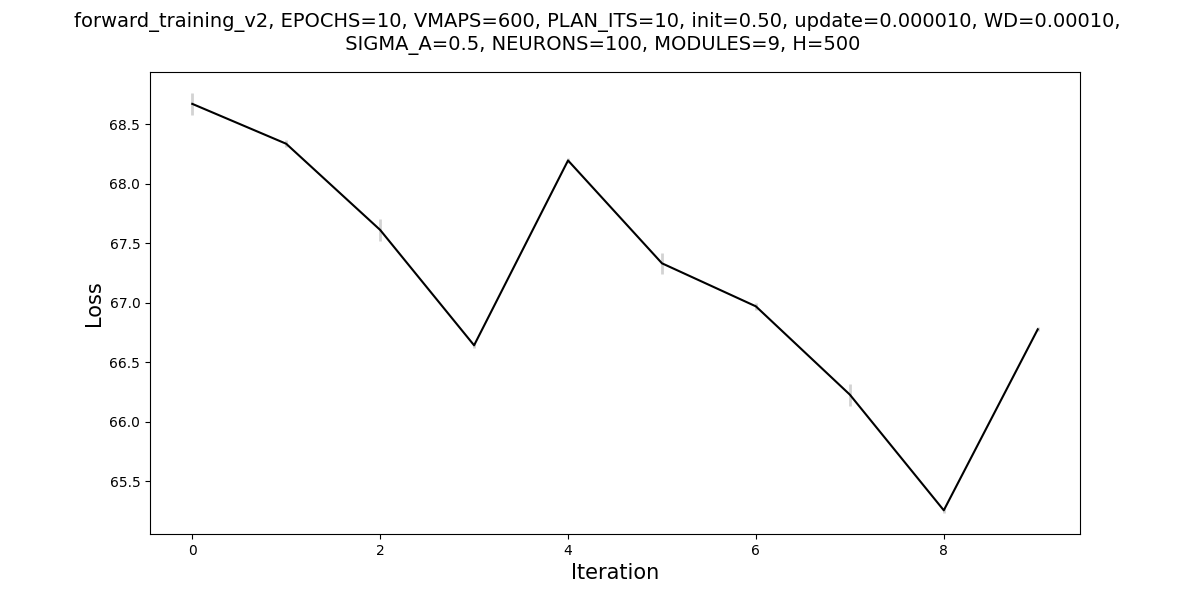 forward_training_v2, EPOCHS=10, VMAPS=600, PLAN_ITS=10, init=0.50, update=0.000010, WD=0.00010,
SIGMA_A=0.5, NEURONS=100, MODULES=9, H=500
68.5
68.0
67.5
67.0
66.5
66.0
65.5
Loss
0 2 4 6 8
Iteration